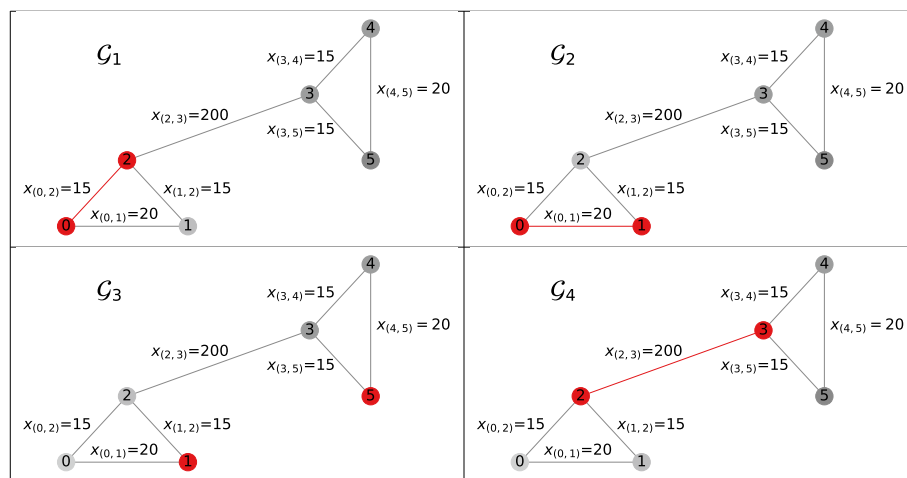 𝒢₁
4
x₍₃,₄₎=15
3
x₍₄,₅₎ = 20
x₍₂,₃₎=200
x₍₃,₅₎=15
2
5
x₍₀,₂₎=15
x₍₁,₂₎=15
x₍₀,₁₎=20
0
1
𝒢₂
4
x₍₃,₄₎=15
3
x₍₄,₅₎ = 20
x₍₂,₃₎=200
x₍₃,₅₎=15
2
5
x₍₀,₂₎=15
x₍₁,₂₎=15
x₍₀,₁₎=20
0
1
𝒢₃
4
x₍₃,₄₎=15
3
x₍₄,₅₎ = 20
x₍₂,₃₎=200
x₍₃,₅₎=15
2
5
x₍₀,₂₎=15
x₍₁,₂₎=15
x₍₀,₁₎=20
0
1
𝒢₄
4
x₍₃,₄₎=15
3
x₍₄,₅₎ = 20
x₍₂,₃₎=200
x₍₃,₅₎=15
2
5
x₍₀,₂₎=15
x₍₁,₂₎=15
x₍₀,₁₎=20
0
1